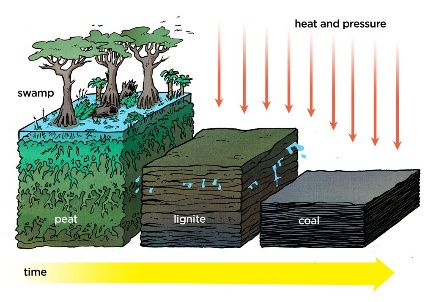 heat and pressure
swamp
peat
lignite
coal
time